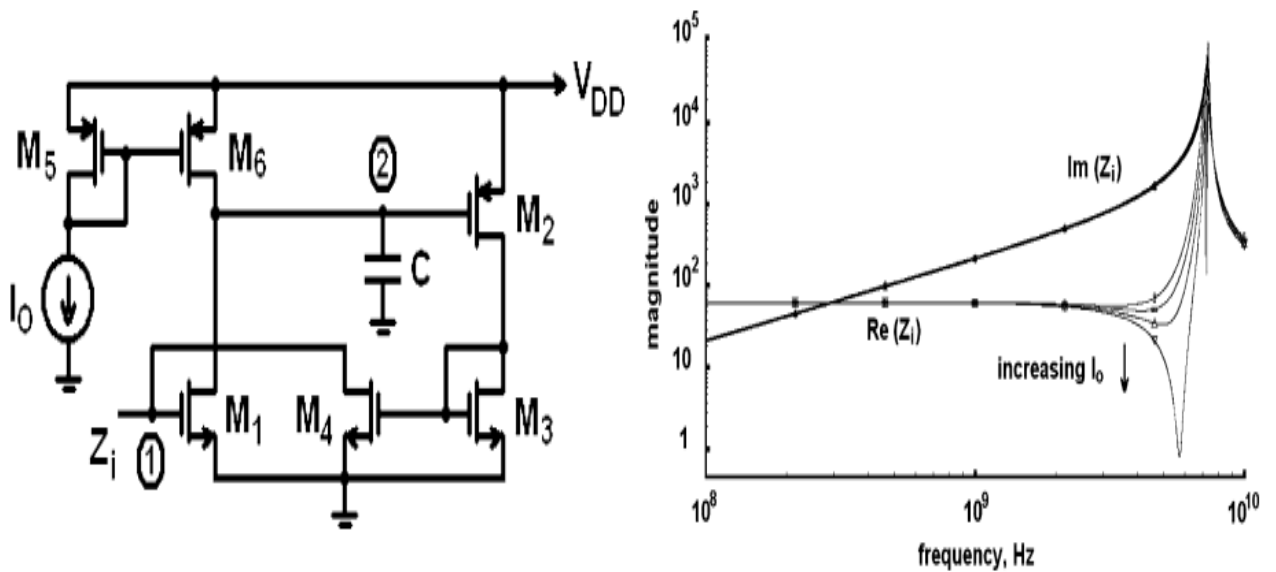 V_DD
M_5
M_6
②
M_2
C
I_O
M_1
M_4
M_3
Z_i
①
magnitude
10^5
10^4
10^3
10^2
10
1
Im (Z_i)
Re (Z_i)
increasing I_o
10^8
10^9
10^10
frequency, Hz